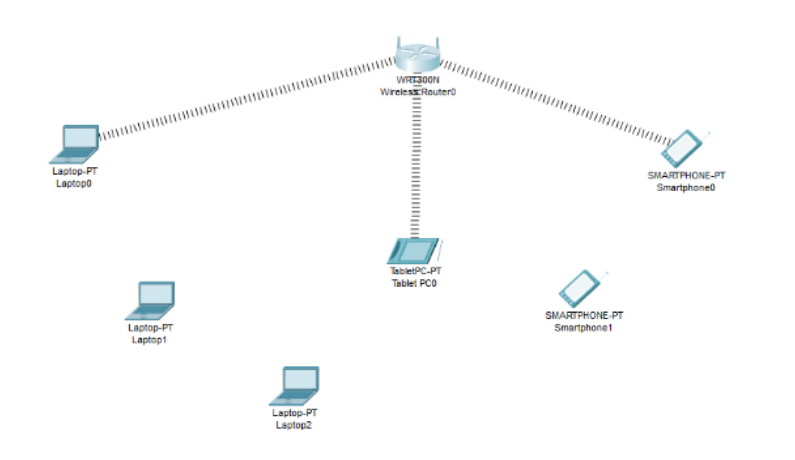 WRT300N
Wireless Router0
Laptop-PT
Laptop0
SMARTPHONE-PT
Smartphone0
TabletPC-PT
Tablet PC0
SMARTPHONE-PT
Smartphone1
Laptop-PT
Laptop1
Laptop-PT
Laptop2